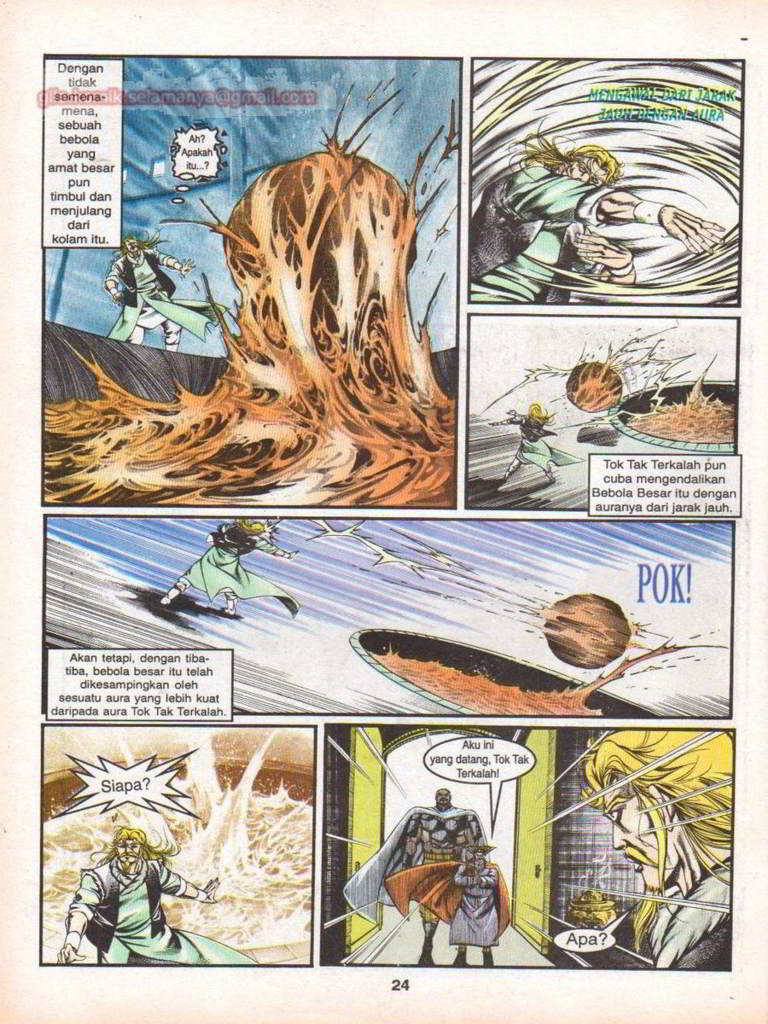 Dengan
tidak
semena-
mena,
sebuah
bebola
yang
amat besar
pun
timbul dan
menjulang
dari
kolam itu.
Ah?
Apakah
itu...?
MENGAWAL DARI JARAK
JAUH DENGAN AURA
Tok Tak Terkalah pun
cuba mengendalikan
Bebola Besar itu dengan
auranya dari jarak jauh.
POK!
Akan tetapi, dengan tiba-
tiba, bebola besar itu telah
dikesampingkan oleh
sesuatu aura yang lebih kuat
daripada aura Tok Tak Terkalah.
Siapa?
Aku ini
yang datang, Tok Tak
Terkalah!
Apa?
24